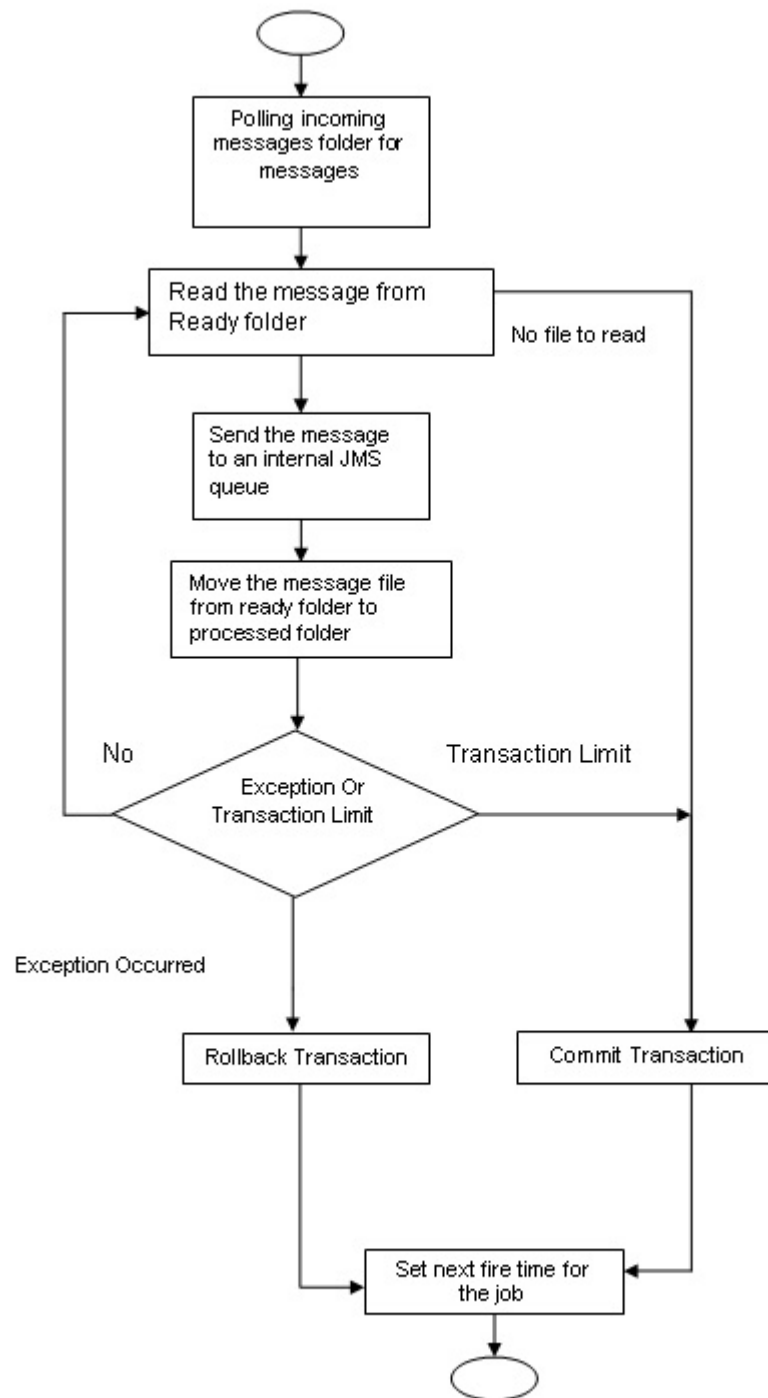 Polling incoming
messages folder for
messages
Read the message from
Ready folder
No file to read
Send the message
to an internal JMS
queue
Move the message file
from ready folder to
processed folder
No
Transaction Limit
Exception Or
Transaction Limit
Exception Occurred
Rollback Transaction
Commit Transaction
Set next fire time for
the job